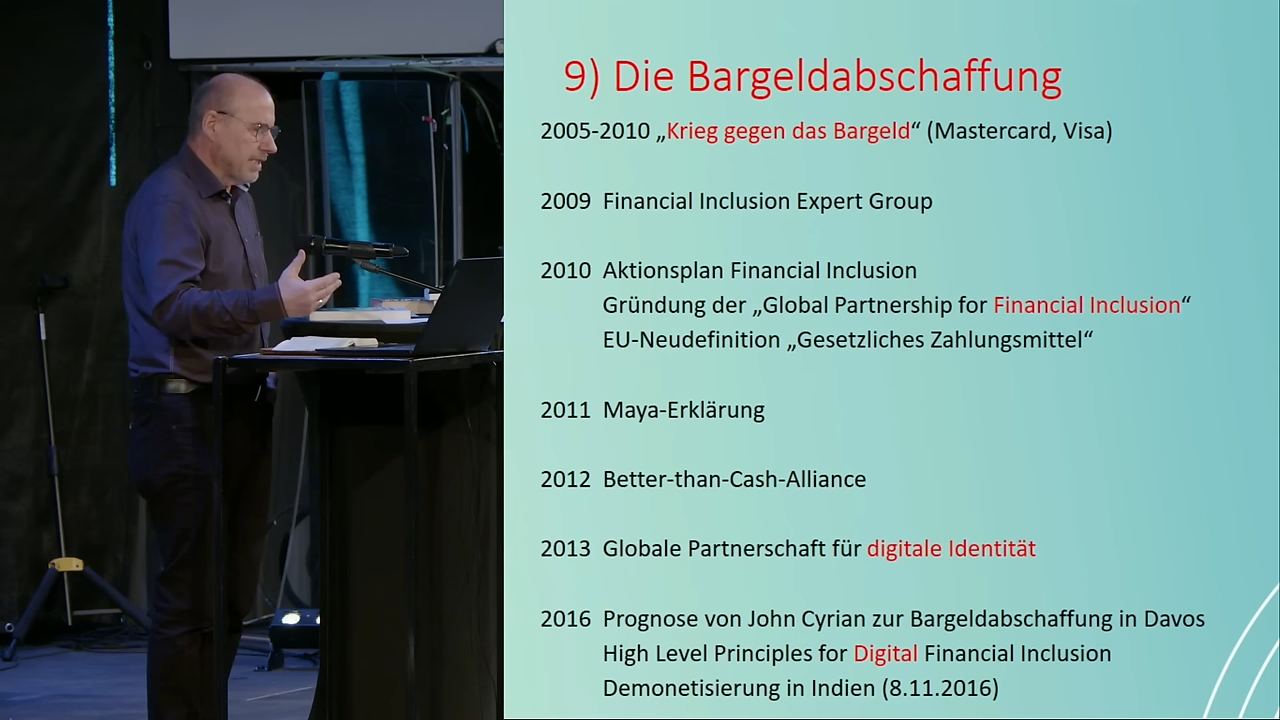 9) Die Bargeldabschaffung
2005-2010 „Krieg gegen das Bargeld“ (Mastercard, Visa)
2009 Financial Inclusion Expert Group
2010 Aktionsplan Financial Inclusion
Gründung der „Global Partnership for Financial Inclusion“
EU-Neudefinition „Gesetzliches Zahlungsmittel“
2011 Maya-Erklärung
2012 Better-than-Cash-Alliance
2013 Globale Partnerschaft für digitale Identität
2016 Prognose von John Cyrian zur Bargeldabschaffung in Davos
High Level Principles for Digital Financial Inclusion
Demonetisierung in Indien (8.11.2016)